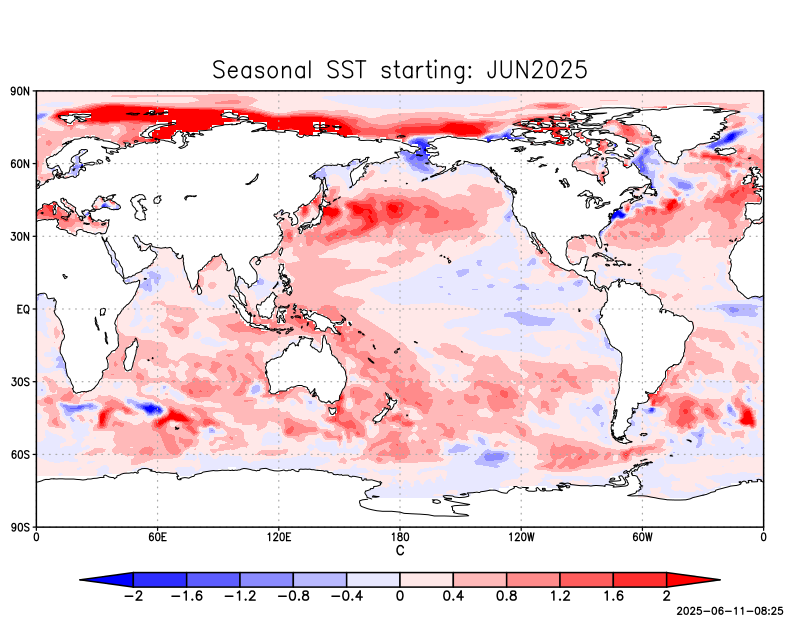 Seasonal SST starting: JUN2025
90N
60N
30N
EQ
30S
60S
90S
0 60E 120E 180 120W 60W 0
C
-2 -1.6 -1.2 -0.8 -0.4 0 0.4 0.8 1.2 1.6 2
2025-06-11-08:25